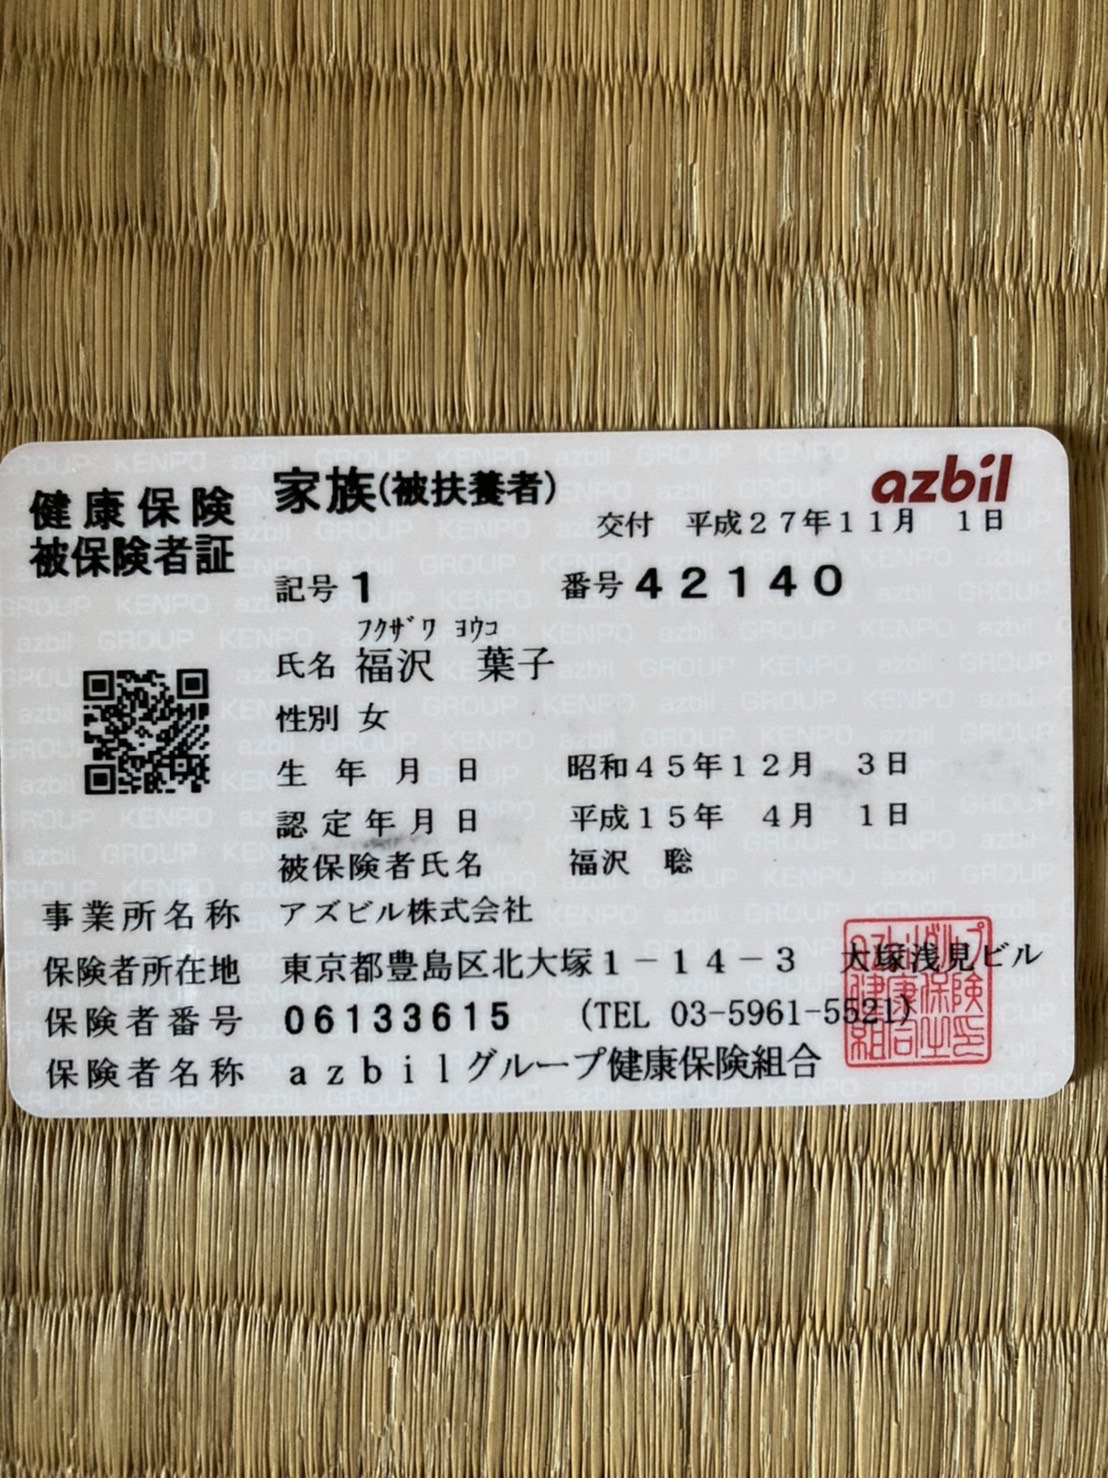 健康保険
被保険者証
家族(被扶養者)
azbil
交付 平成27年11月 1日
記号 1 番号 42140
フクザワ ヨウコ
氏名 福沢 葉子
性別 女
生年月日 昭和45年12月 3日
認定年月日 平成15年 4月 1日
被保険者氏名 福沢 聡
事業所名称 アズビル株式会社
保険者所在地 東京都豊島区北大塚1-14-3 大塚浅見ビル
保険者番号 06133615 (TEL 03-5961-5521)
保険者名称 azbilグループ健康保険組合